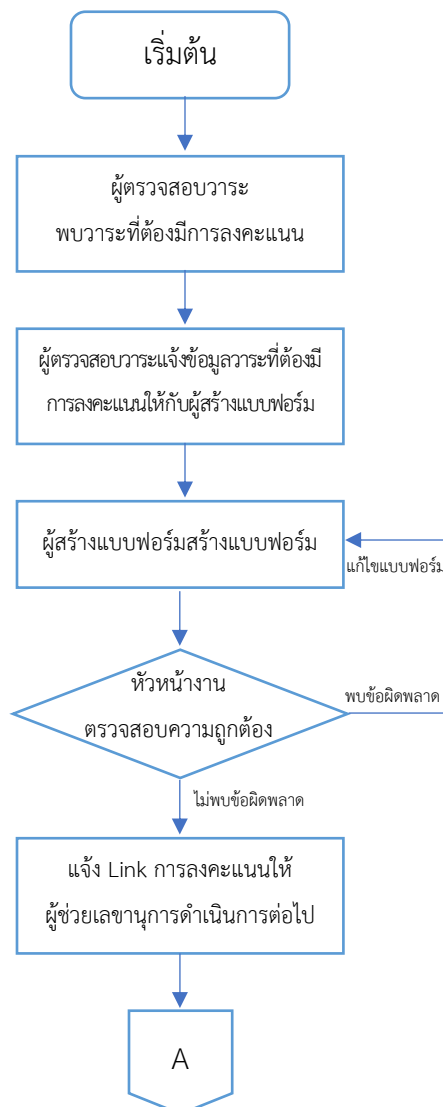 เริ่มต้น
ผู้ตรวจสอบวาระ
พบวาระที่ต้องมีการลงคะแนน
ผู้ตรวจสอบวาระแจ้งข้อมูลวาระที่ต้องมี
การลงคะแนนให้กับผู้สร้างแบบฟอร์ม
ผู้สร้างแบบฟอร์มสร้างแบบฟอร์ม
แก้ไขแบบฟอร์ม
หัวหน้างาน
ตรวจสอบความถูกต้อง
พบข้อผิดพลาด
ไม่พบข้อผิดพลาด
แจ้ง Link การลงคะแนนให้
ผู้ช่วยเลขานุการดำเนินการต่อไป
A